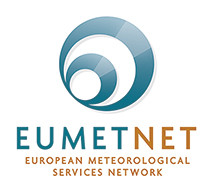 EUMETNET
EUROPEAN METEOROLOGICAL
SERVICES NETWORK